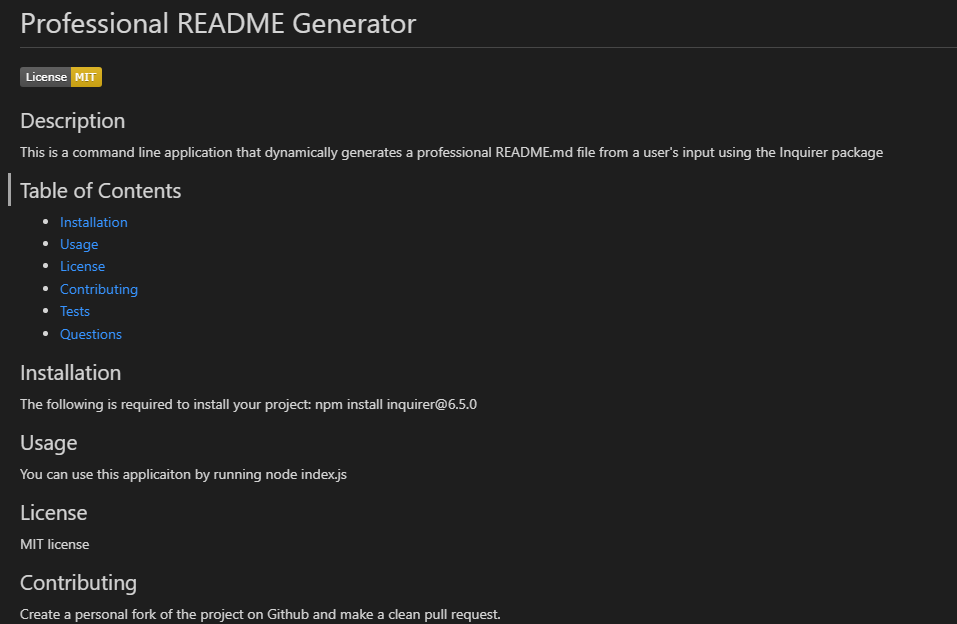 Professional README Generator
License MIT
Description
This is a command line application that dynamically generates a professional README.md file from a user's input using the Inquirer package
Table of Contents
Installation
Usage
License
Contributing
Tests
Questions
Installation
The following is required to install your project: npm install inquirer@6.5.0
Usage
You can use this applicaiton by running node index.js
License
MIT license
Contributing
Create a personal fork of the project on Github and make a clean pull request.